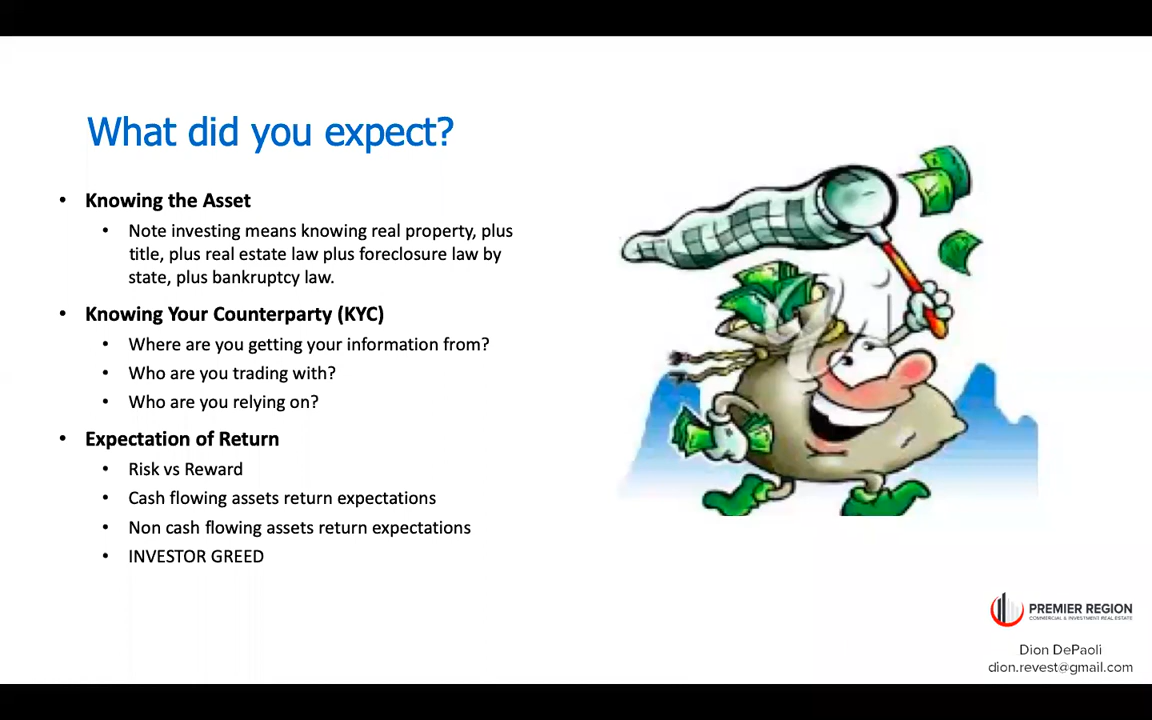 What did you expect?
• Knowing the Asset
• Note investing means knowing real property, plus
title, plus real estate law plus foreclosure law by
state, plus bankruptcy law.
• Knowing Your Counterparty (KYC)
• Where are you getting your information from?
• Who are you trading with?
• Who are you relying on?
• Expectation of Return
• Risk vs Reward
• Cash flowing assets return expectations
• Non cash flowing assets return expectations
• INVESTOR GREED
PREMIER REGION
COMMERCIAL & INVESTMENT REAL ESTATE
Dion DePaoli
dion.revest@gmail.com